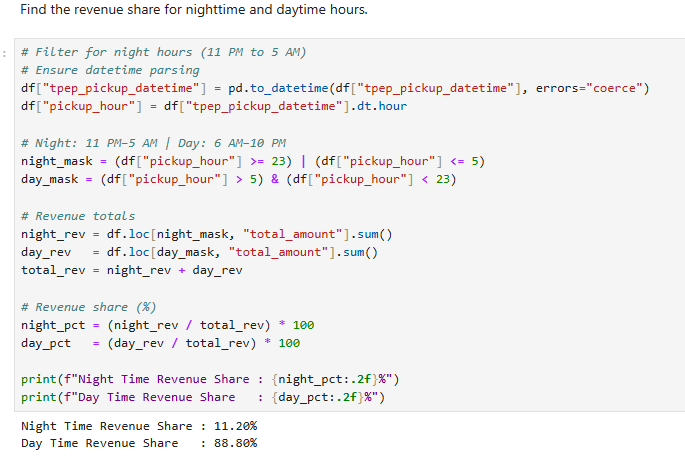 Find the revenue share for nighttime and daytime hours.
:
# Filter for night hours (11 PM to 5 AM)
# Ensure datetime parsing
df["tpep_pickup_datetime"] = pd.to_datetime(df["tpep_pickup_datetime"], errors="coerce")
df["pickup_hour"] = df["tpep_pickup_datetime"].dt.hour
# Night: 11 PM–5 AM | Day: 6 AM–10 PM
night_mask = (df["pickup_hour"] >= 23) | (df["pickup_hour"] <= 5)
day_mask = (df["pickup_hour"] > 5) & (df["pickup_hour"] < 23)
# Revenue totals
night_rev = df.loc[night_mask, "total_amount"].sum()
day_rev   = df.loc[day_mask, "total_amount"].sum()
total_rev = night_rev + day_rev
# Revenue share (%)
night_pct = (night_rev / total_rev) * 100
day_pct   = (day_rev / total_rev) * 100
print(f"Night Time Revenue Share : {night_pct:.2f}%")
print(f"Day Time Revenue Share   : {day_pct:.2f}%")
Night Time Revenue Share : 11.20%
Day Time Revenue Share   : 88.80%